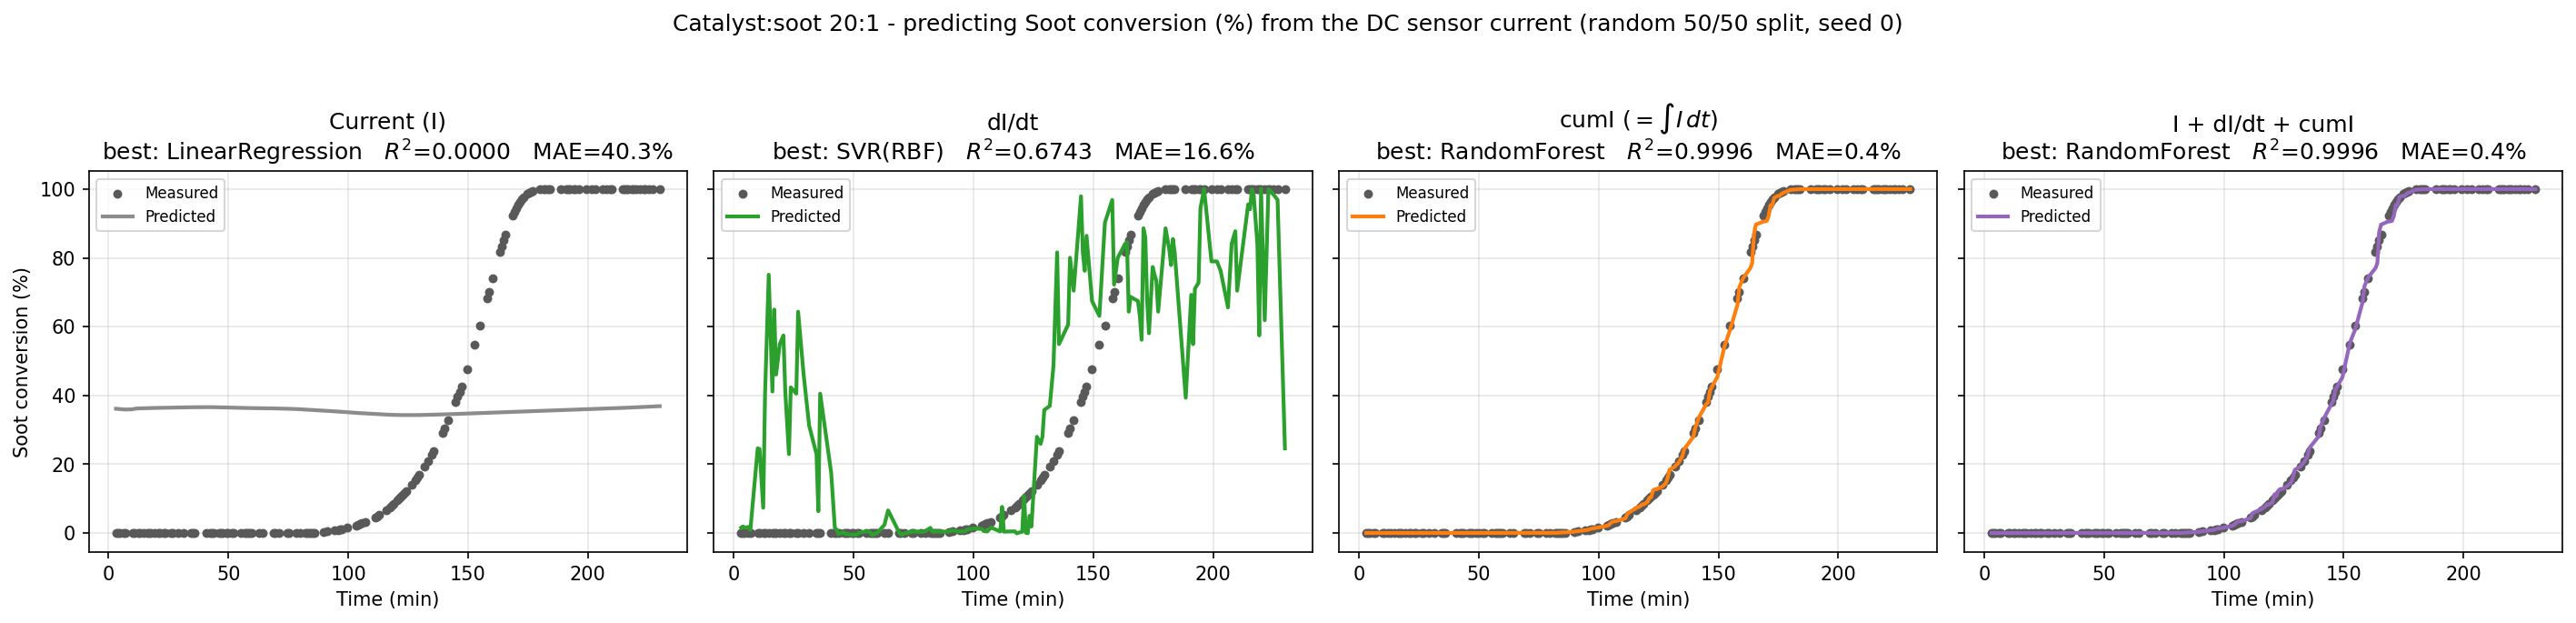 Catalyst:soot 20:1 - predicting Soot conversion (%) from the DC sensor current (random 50/50 split, seed 0)
Current (I)
best: LinearRegression R²=0.0000 MAE=40.3%
Measured
Predicted
100
80
60
40
20
0
Soot conversion (%)
0 50 100 150 200
Time (min)
dI/dt
best: SVR(RBF) R²=0.6743 MAE=16.6%
Measured
Predicted
0 50 100 150 200
Time (min)
cumI (=∫I dt)
best: RandomForest R²=0.9996 MAE=0.4%
Measured
Predicted
0 50 100 150 200
Time (min)
I + dI/dt + cumI
best: RandomForest R²=0.9996 MAE=0.4%
Measured
Predicted
0 50 100 150 200
Time (min)